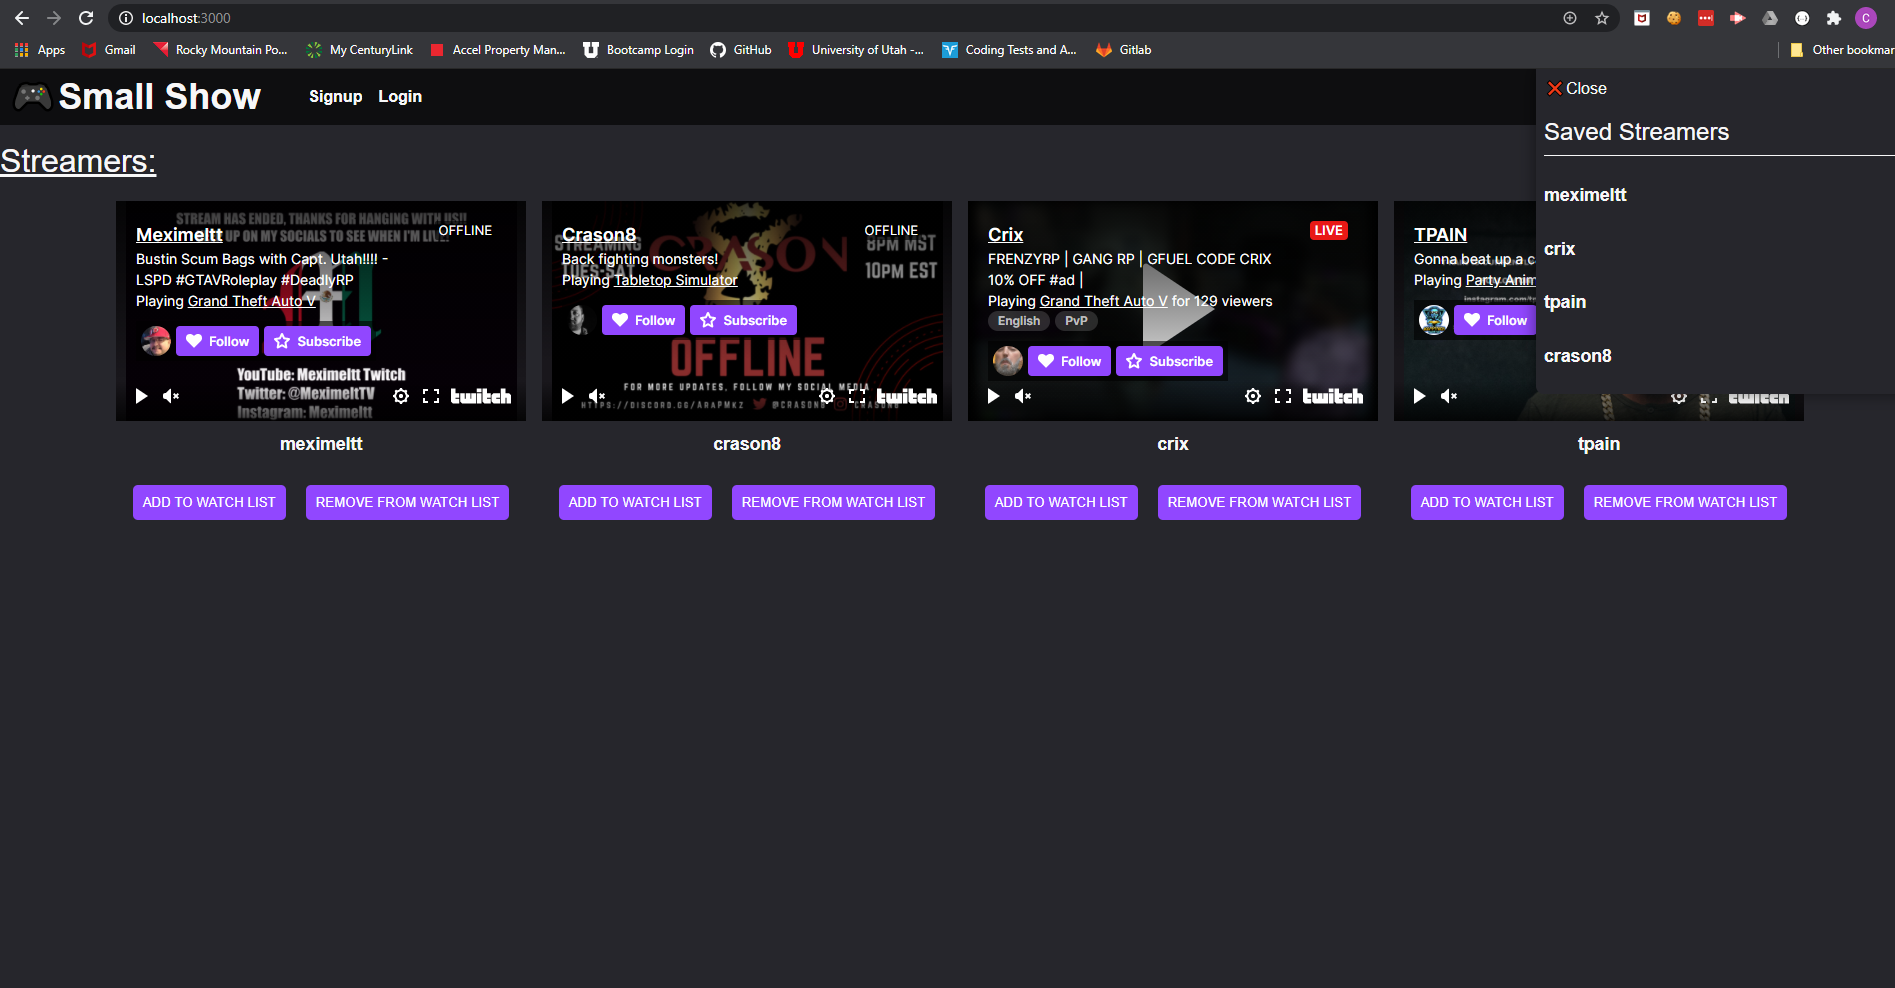 localhost:3000
Apps
Gmail
Rocky Mountain Po...
My CenturyLink
Accel Property Man...
Bootcamp Login
GitHub
University of Utah -...
Coding Tests and A...
Gitlab
Other bookmar
C
Small Show
Signup
Login
Close
Saved Streamers
meximeltt
crix
tpain
crason8
Streamers:
STREAM HAS ENDED, THANKS FOR HANGING WITH US!!
Meximeltt
UP ON MY SOCIALS TO SEE WHEN I'M LIV
OFFLINE
Bustin Scum Bags with Capt. Utah!!!! -
LSPD #GTAVRoleplay #DeadlyRP
Playing Grand Theft Auto V
Follow
Subscribe
YouTube: Meximeltt Twitch
Twitter: @MeximeltTV
Instagram: Meximeltt
twitch
meximeltt
ADD TO WATCH LIST
REMOVE FROM WATCH LIST
Crason8
OFFLINE
STREAMING
TUES-SAT
CRASON
8PM MST
10PM EST
Back fighting monsters!
Playing Tabletop Simulator
Follow
Subscribe
OFFLINE
FOR MORE UPDATES, FOLLOW MY SOCIAL MEDIA
HTTPS://DISCORD.GG/ARAPMKZ
@CRASON8
CRASON8
twitch
crason8
ADD TO WATCH LIST
REMOVE FROM WATCH LIST
Crix
LIVE
FRENZYRP | GANG RP | GFUEL CODE CRIX
10% OFF #ad |
Playing Grand Theft Auto V for 129 viewers
English
PvP
Follow
Subscribe
twitch
crix
ADD TO WATCH LIST
REMOVE FROM WATCH LIST
TPAIN
Gonna beat up a c
Playing Party Anim
Follow
twitch
tpain
ADD TO WATCH LIST
REMOVE FROM WATCH LIST